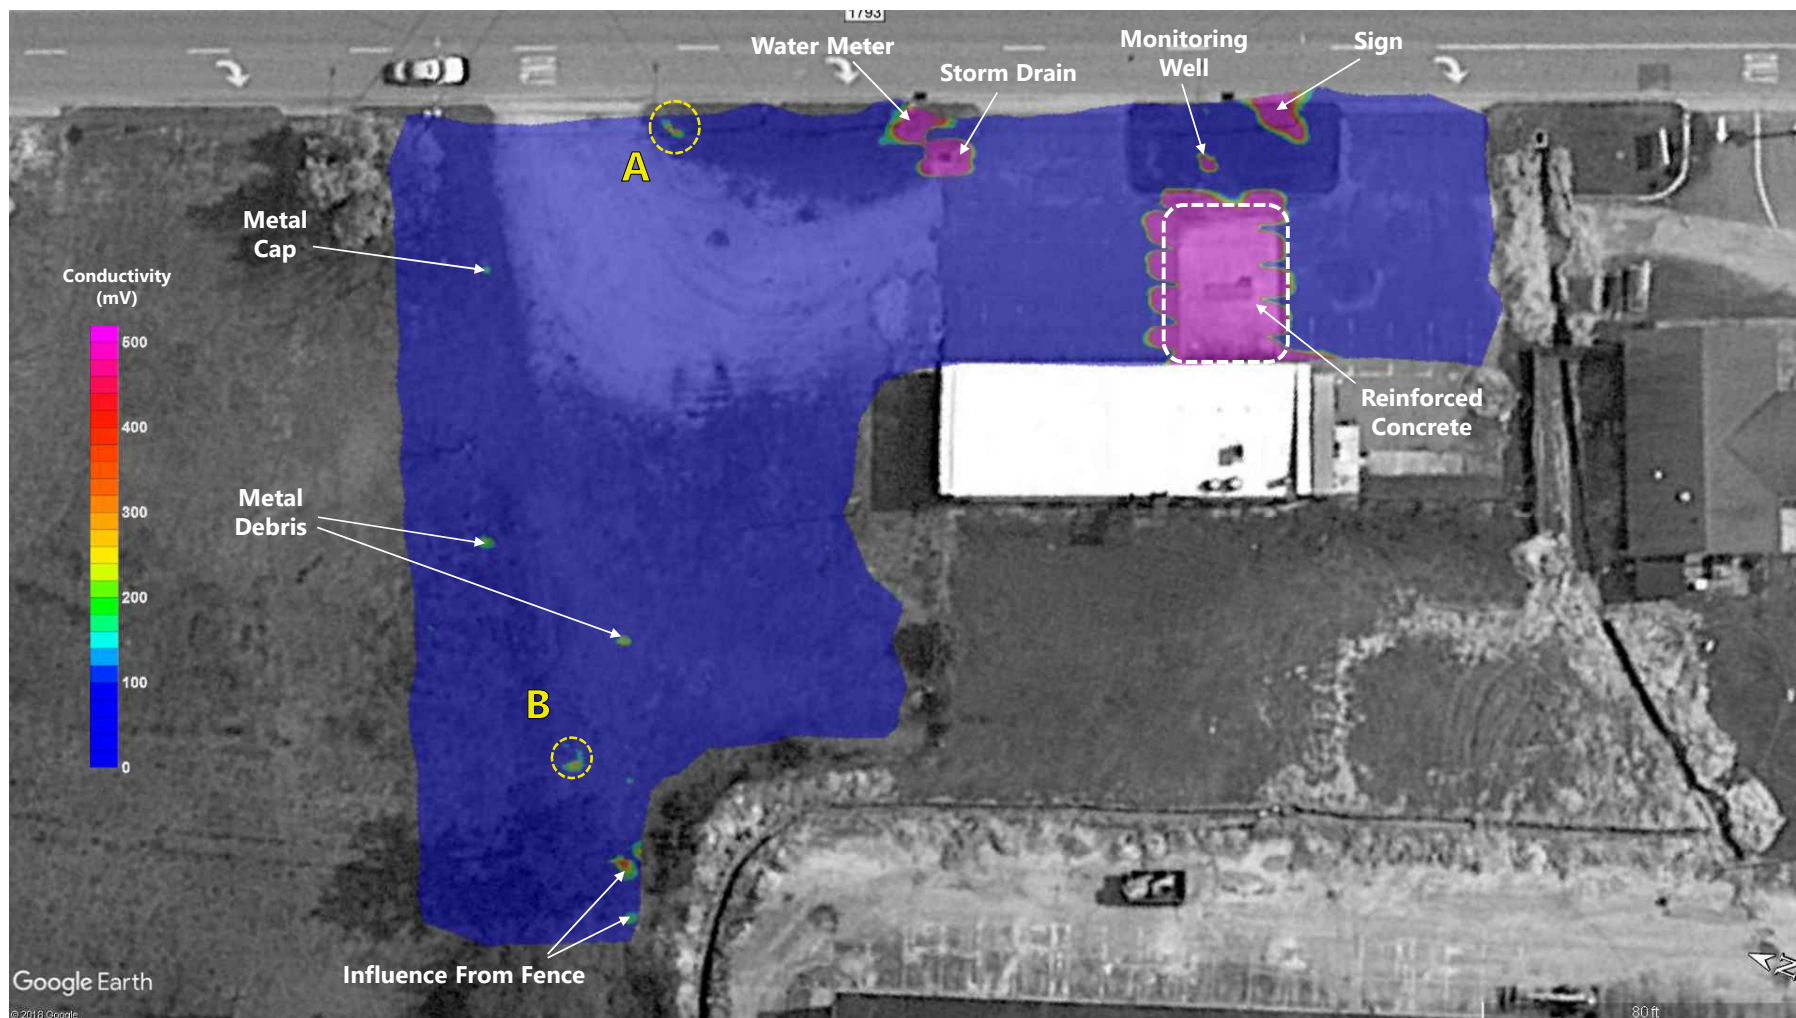 1793
Water Meter
Storm Drain
Monitoring
Well
Sign
Metal
Cap
Conductivity
(mV)
500
400
300
200
100
0
A
Reinforced
Concrete
Metal
Debris
B
Influence From Fence
Google Earth
© 2018 Google
N
80 ft